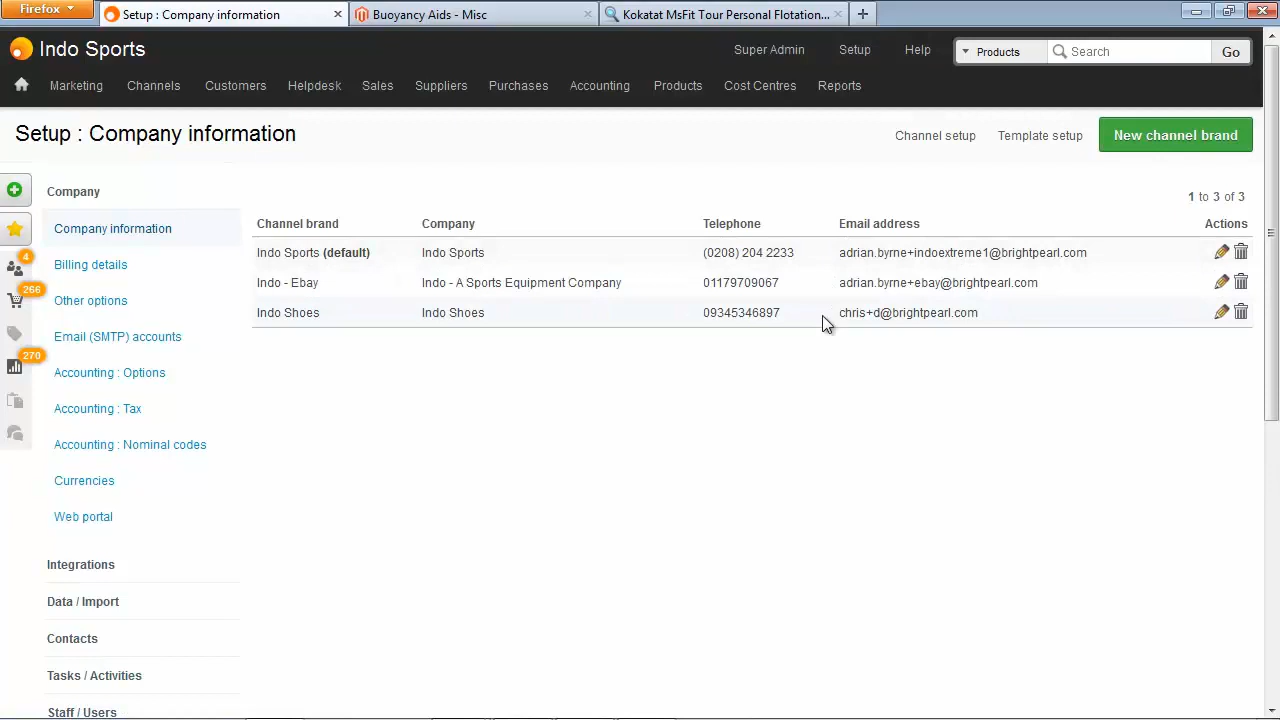 Firefox
Setup : Company information
Buoyancy Aids - Misc
Kokatat MsFit Tour Personal Flotation...
Indo Sports
Super Admin
Setup
Help
Products
Search
Go
Marketing
Channels
Customers
Helpdesk
Sales
Suppliers
Purchases
Accounting
Products
Cost Centres
Reports
Setup : Company information
Channel setup
Template setup
New channel brand
Company
1 to 3 of 3
Channel brand Company Telephone Email address Actions
Indo Sports (default) Indo Sports (0208) 204 2233 adrian.byrne+indoextreme1@brightpearl.com
Indo - Ebay Indo - A Sports Equipment Company 01179709067 adrian.byrne+ebay@brightpearl.com
Indo Shoes Indo Shoes 09345346897 chris+d@brightpearl.com
4
266
270
Company information
Billing details
Other options
Email (SMTP) accounts
Accounting : Options
Accounting : Tax
Accounting : Nominal codes
Currencies
Web portal
Integrations
Data / Import
Contacts
Tasks / Activities
Staff / Users